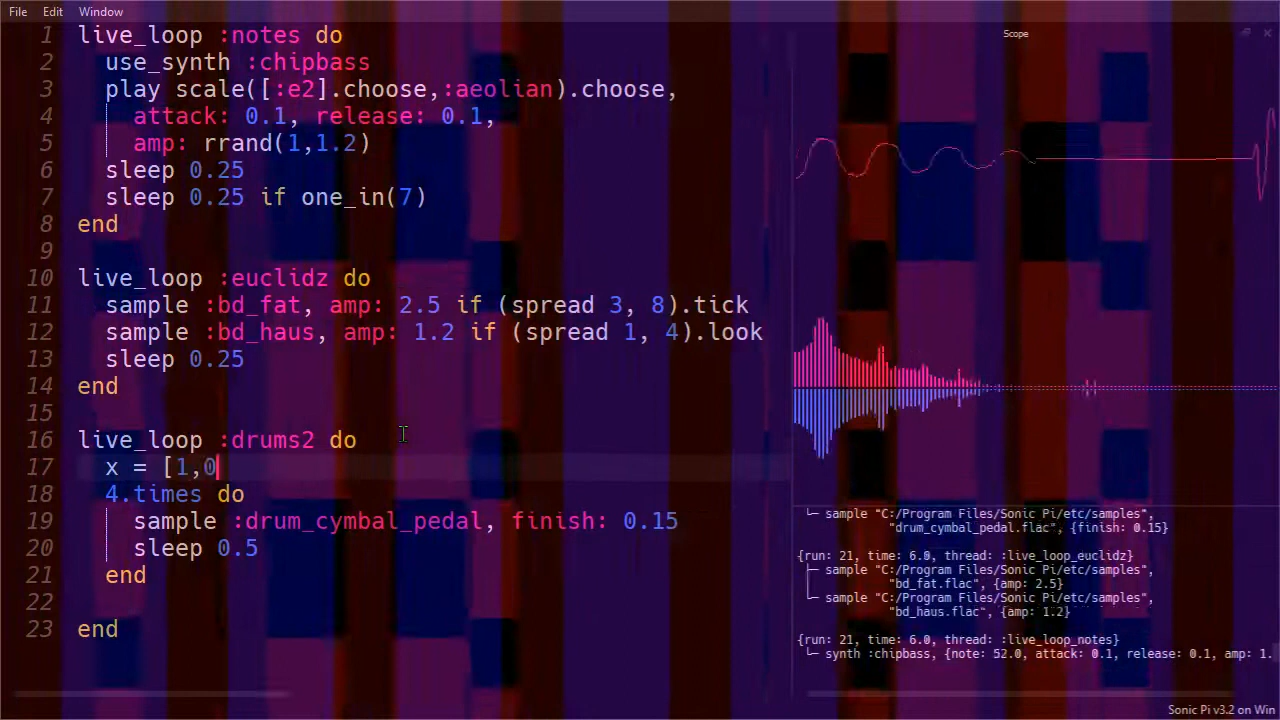 File Edit Window
1 live_loop :notes do
2 use_synth :chipbass
3 play scale([:e2].choose,:aeolian).choose,
4 attack: 0.1, release: 0.1,
5 amp: rrand(1,1.2)
6 sleep 0.25
7 sleep 0.25 if one_in(7)
8 end
9
10 live_loop :euclidz do
11 sample :bd_fat, amp: 2.5 if (spread 3, 8).tick
12 sample :bd_haus, amp: 1.2 if (spread 1, 4).look
13 sleep 0.25
14 end
15
16 live_loop :drums2 do
17 x = [1,0
18 4.times do
19 sample :drum_cymbal_pedal, finish: 0.15
20 sleep 0.5
21 end
22
23 end
Scope
└─ sample "C:/Program Files/Sonic Pi/etc/samples",
"drum_cymbal_pedal.flac", {finish: 0.15}
{run: 21, time: 6.0, thread: :live_loop_euclidz}
├─ sample "C:/Program Files/Sonic Pi/etc/samples",
│ "bd_fat.flac", {amp: 2.5}
└─ sample "C:/Program Files/Sonic Pi/etc/samples",
"bd_haus.flac", {amp: 1.2}
{run: 21, time: 6.0, thread: :live_loop_notes}
└─ synth :chipbass, {note: 52.0, attack: 0.1, release: 0.1, amp: 1.
Sonic Pi v3.2 on Win